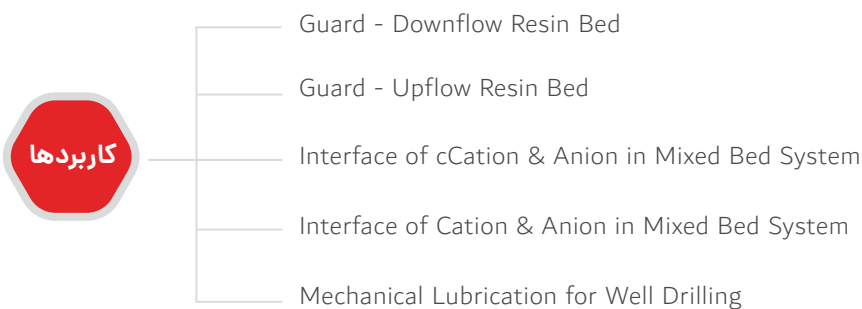 کاربردها
Guard - Downflow Resin Bed
Guard - Upflow Resin Bed
Interface of cCation & Anion in Mixed Bed System
Interface of Cation & Anion in Mixed Bed System
Mechanical Lubrication for Well Drilling